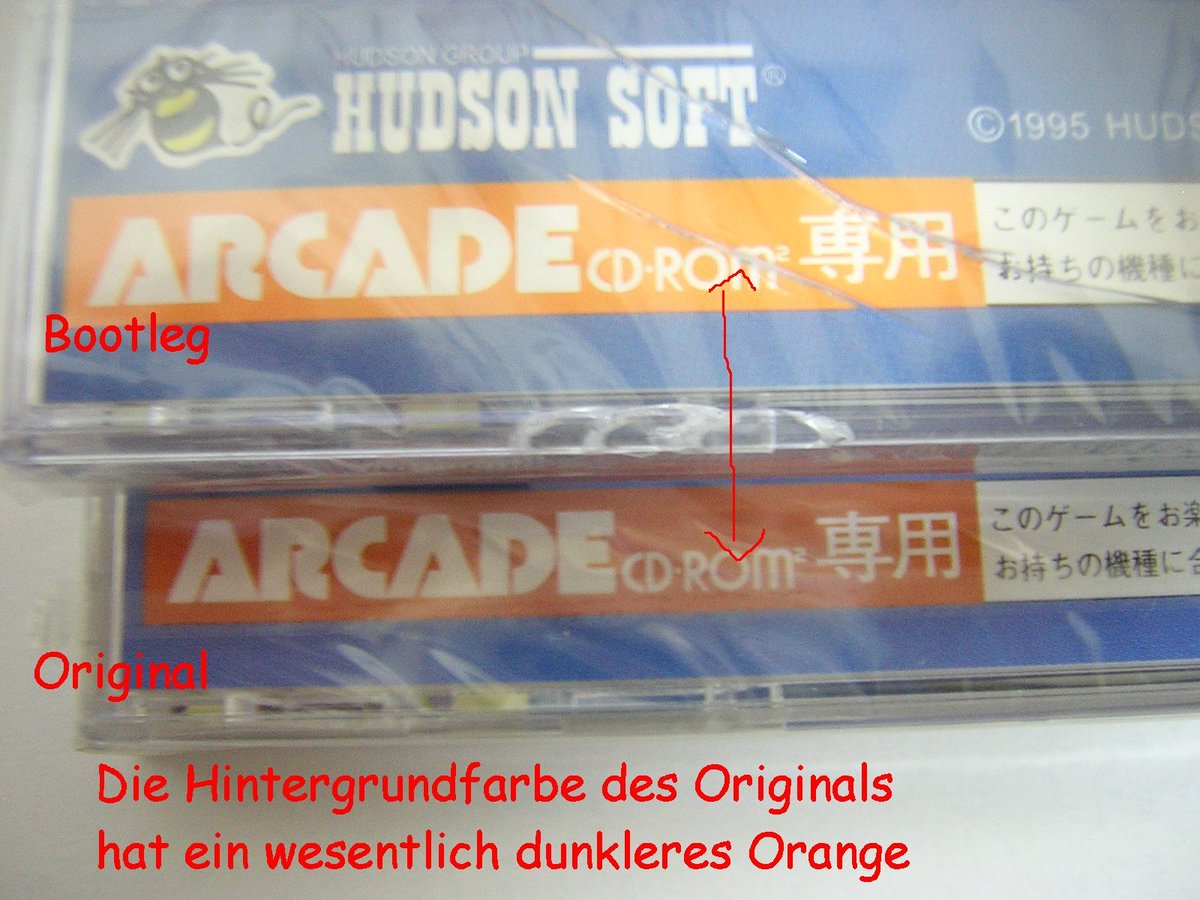 HUDSON GROUP
HUDSON SOFT®
©1995 HUDS
ARCADE CD-ROM² 専用
このゲームをお
お持ちの機種に
Bootleg
ARCADE CD-ROM² 専用
このゲームをお楽
お持ちの機種に合
Original
Die Hintergrundfarbe des Originals
hat ein wesentlich dunkleres Orange